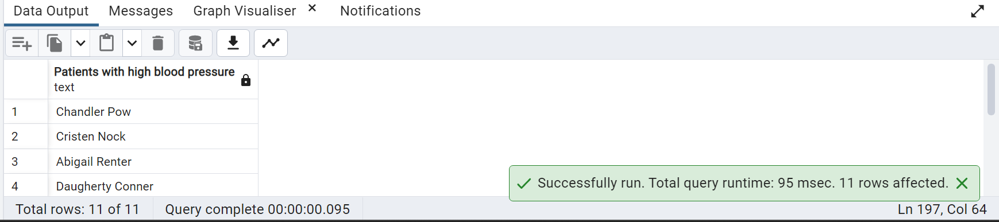 Data Output Messages Graph Visualiser × Notifications
Patients with high blood pressure
text
1 Chandler Pow
2 Cristen Nock
3 Abigail Renter
4 Daugherty Conner
Successfully run. Total query runtime: 95 msec. 11 rows affected.
Total rows: 11 of 11 Query complete 00:00:00.095 Ln 197, Col 64